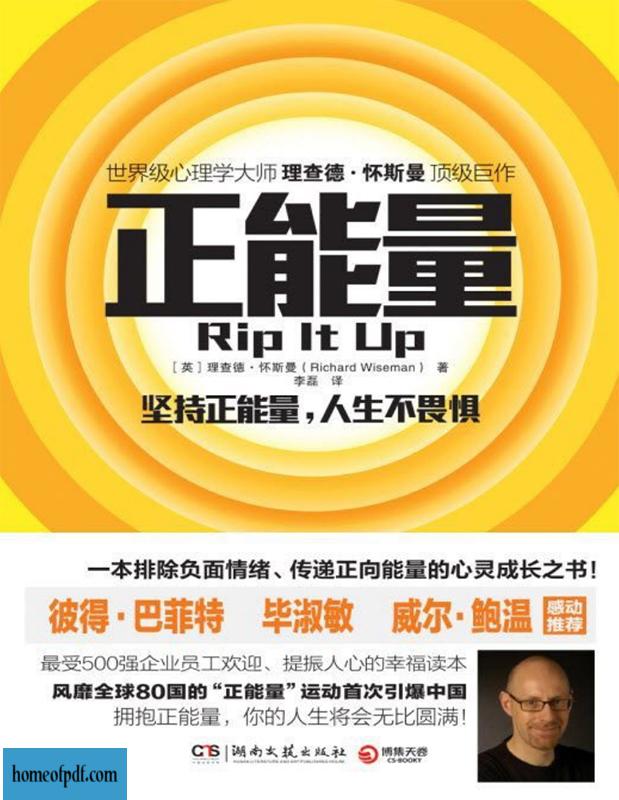 世界级心理学大师 理查德·怀斯曼 顶级巨作
正能量
Rip It Up
[英]理查德·怀斯曼(Richard Wiseman) 著
李磊 译
坚持正能量,人生不畏惧
一本排除负面情绪、传递正向能量的心灵成长之书!
彼得·巴菲特 毕淑敏 威尔·鲍温 感动推荐
最受500强企业员工欢迎、提振人心的幸福读本
风靡全球80国的“正能量”运动首次引爆中国
拥抱正能量,你的人生将会无比圆满!
湖南文艺出版社 博集天卷
HUNAN LITERATURE AND ART PUBLISHING HOUSE CS-BOOKY
homeofpdf.com